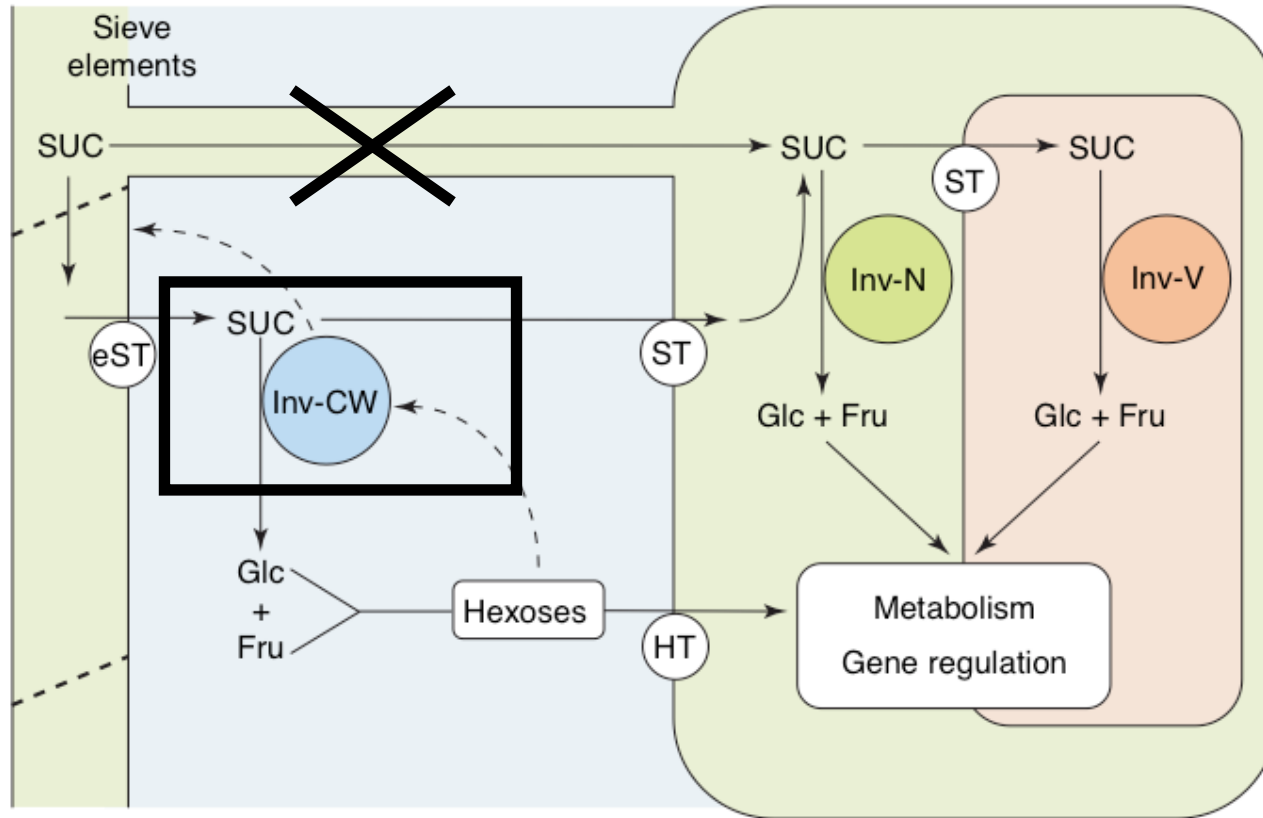 Sieve
elements
SUC
SUC
SUC
ST
Inv-N
Inv-V
SUC
eST
ST
Inv-CW
Glc + Fru
Glc + Fru
Glc
+
Fru
Hexoses
HT
Metabolism
Gene regulation